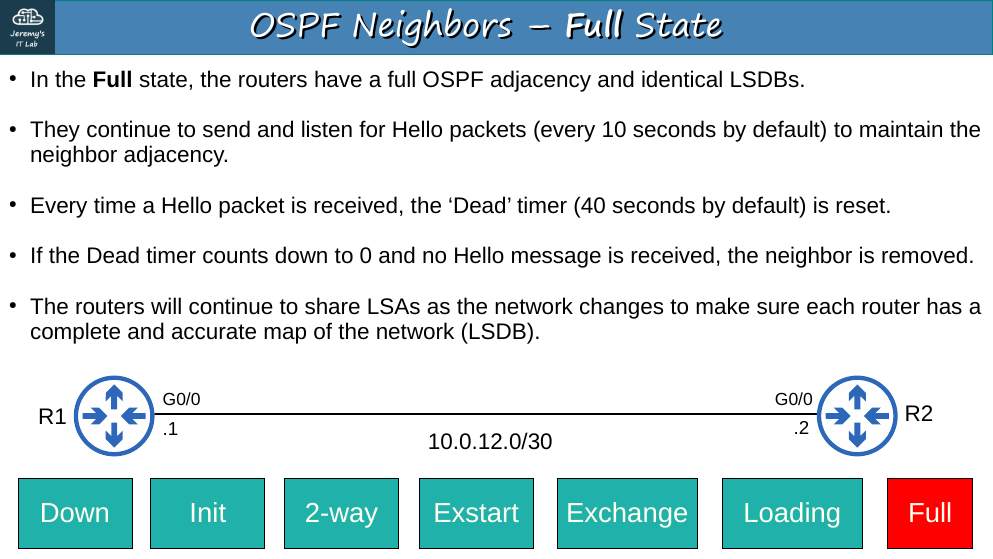 Jeremy's
IT Lab
OSPF Neighbors – Full State
• In the Full state, the routers have a full OSPF adjacency and identical LSDBs.
• They continue to send and listen for Hello packets (every 10 seconds by default) to maintain the
neighbor adjacency.
• Every time a Hello packet is received, the ‘Dead’ timer (40 seconds by default) is reset.
• If the Dead timer counts down to 0 and no Hello message is received, the neighbor is removed.
• The routers will continue to share LSAs as the network changes to make sure each router has a
complete and accurate map of the network (LSDB).
R1
G0/0
.1
10.0.12.0/30
G0/0
.2
R2
Down
Init
2-way
Exstart
Exchange
Loading
Full